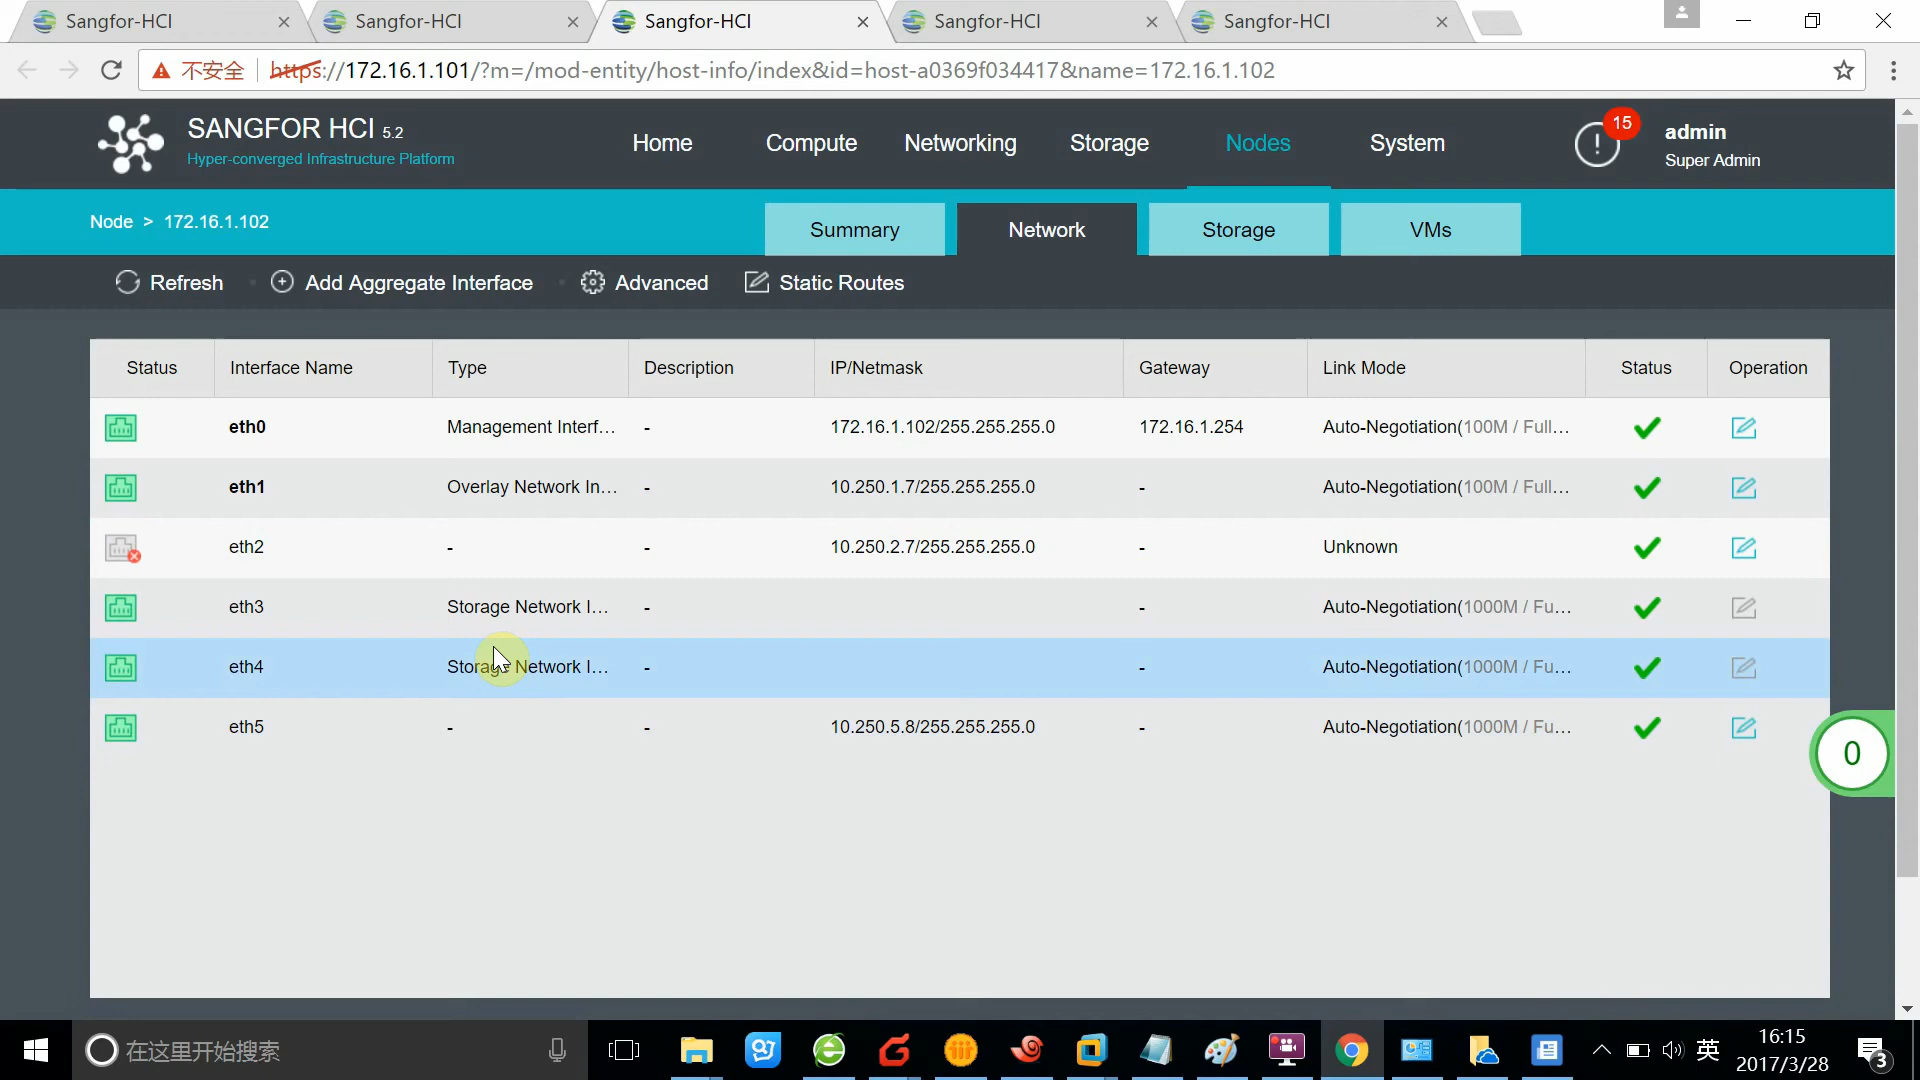 Sangfor-HCI
Sangfor-HCI
Sangfor-HCI
Sangfor-HCI
Sangfor-HCI
不安全 https://172.16.1.101/?m=/mod-entity/host-info/index&id=host-a0369f034417&name=172.16.1.102
SANGFOR HCI 5.2
Hyper-converged Infrastructure Platform
Home Compute Networking Storage Nodes System
15
admin
Super Admin
Node > 172.16.1.102
Summary Network Storage VMs
Refresh Add Aggregate Interface Advanced Static Routes
Status Interface Name Type Description IP/Netmask Gateway Link Mode Status Operation
eth0 Management Interf... - 172.16.1.102/255.255.255.0 172.16.1.254 Auto-Negotiation(100M / Full...
eth1 Overlay Network In... - 10.250.1.7/255.255.255.0 - Auto-Negotiation(100M / Full...
eth2 - - 10.250.2.7/255.255.255.0 - Unknown
eth3 Storage Network I... - - Auto-Negotiation(1000M / Fu...
eth4 Storage Network I... - - Auto-Negotiation(1000M / Fu...
eth5 - - 10.250.5.8/255.255.255.0 - Auto-Negotiation(1000M / Fu...
0
在这里开始搜索
英
16:15
2017/3/28
3